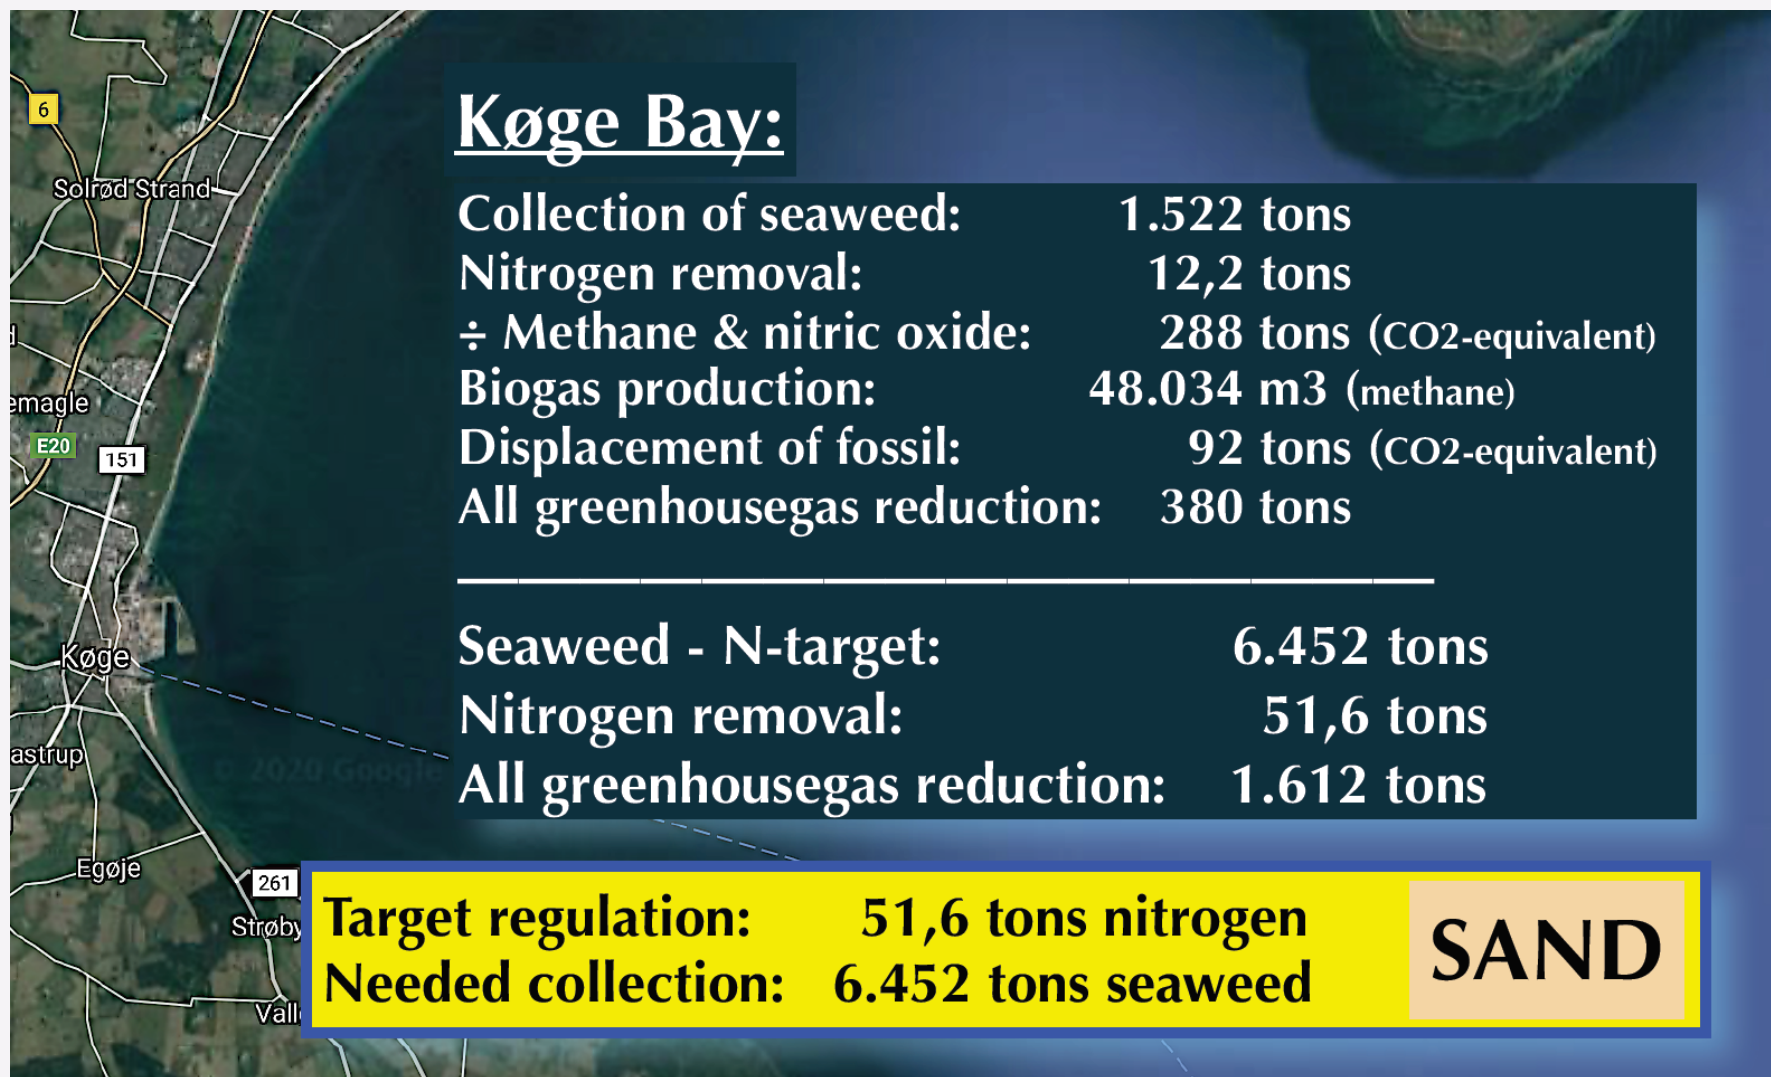 6
Køge Bay:
Solrød Strand
Collection of seaweed: 1.522 tons
Nitrogen removal: 12,2 tons
÷ Methane & nitric oxide: 288 tons (CO2-equivalent)
Biogas production: 48.034 m3 (methane)
emagle
E20
151
Displacement of fossil: 92 tons (CO2-equivalent)
All greenhousegas reduction: 380 tons
Seaweed - N-target: 6.452 tons
Køge
Nitrogen removal: 51,6 tons
astrup
© 2020 Google
All greenhousegas reduction: 1.612 tons
Egøje
261
Strøby
Target regulation: 51,6 tons nitrogen
Needed collection: 6.452 tons seaweed
SAND
Vall